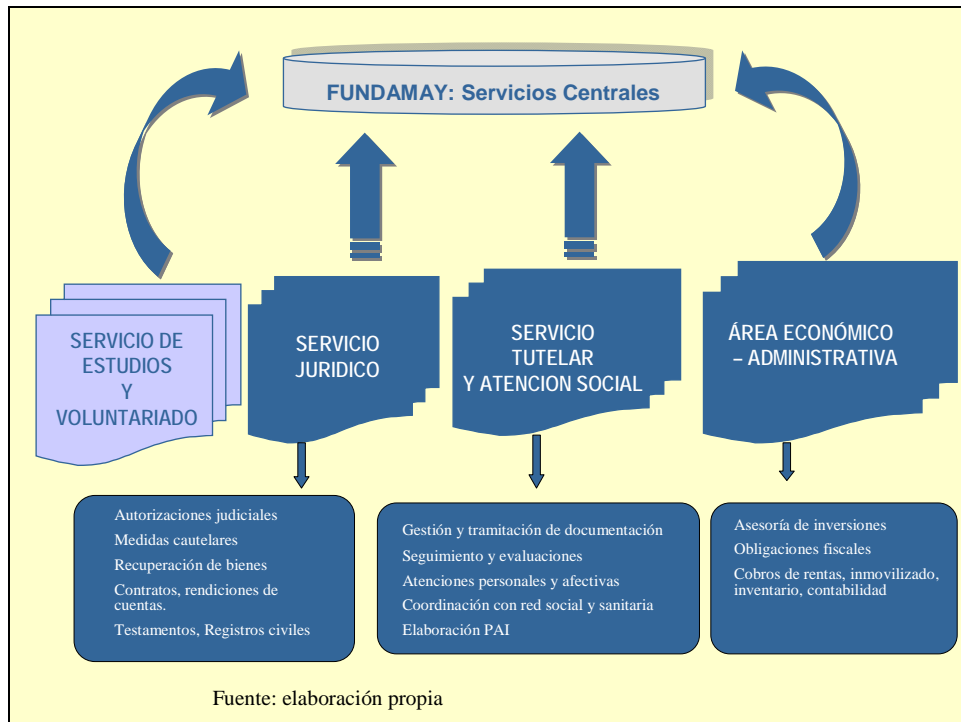 FUNDAMAY: Servicios Centrales
SERVICIO DE
ESTUDIOS
Y
VOLUNTARIADO
SERVICIO
JURIDICO
SERVICIO
TUTELAR
Y ATENCION SOCIAL
ÁREA ECONÓMICO
– ADMINISTRATIVA
Autorizaciones judiciales
Medidas cautelares
Recuperación de bienes
Contratos, rendiciones de
cuentas.
Testamentos, Registros civiles
Gestión y tramitación de documentación
Seguimiento y evaluaciones
Atenciones personales y afectivas
Coordinación con red social y sanitaria
Elaboración PAI
Asesoría de inversiones
Obligaciones fiscales
Cobros de rentas, inmovilizado,
inventario, contabilidad
Fuente: elaboración propia